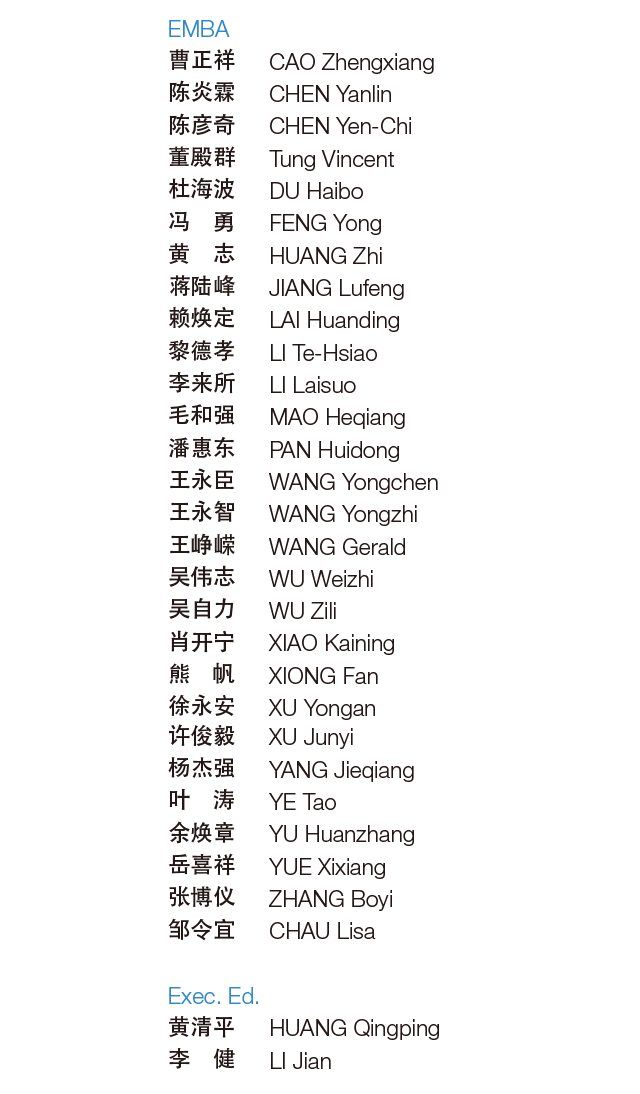 EMBA
曹正祥 CAO Zhengxiang
陈炎霖 CHEN Yanlin
陈彦奇 CHEN Yen-Chi
董殿群 Tung Vincent
杜海波 DU Haibo
冯 勇 FENG Yong
黄 志 HUANG Zhi
蒋陆峰 JIANG Lufeng
赖焕定 LAI Huanding
黎德孝 LI Te-Hsiao
李来所 LI Laisuo
毛和强 MAO Heqiang
潘惠东 PAN Huidong
王永臣 WANG Yongchen
王永智 WANG Yongzhi
王峥嵘 WANG Gerald
吴伟志 WU Weizhi
吴自力 WU Zili
肖开宁 XIAO Kaining
熊 帆 XIONG Fan
徐永安 XU Yongan
许俊毅 XU Junyi
杨杰强 YANG Jieqiang
叶 涛 YE Tao
余焕章 YU Huanzhang
岳喜祥 YUE Xixiang
张博仪 ZHANG Boyi
邹令宜 CHAU Lisa
Exec. Ed.
黄清平 HUANG Qingping
李 健 LI Jian